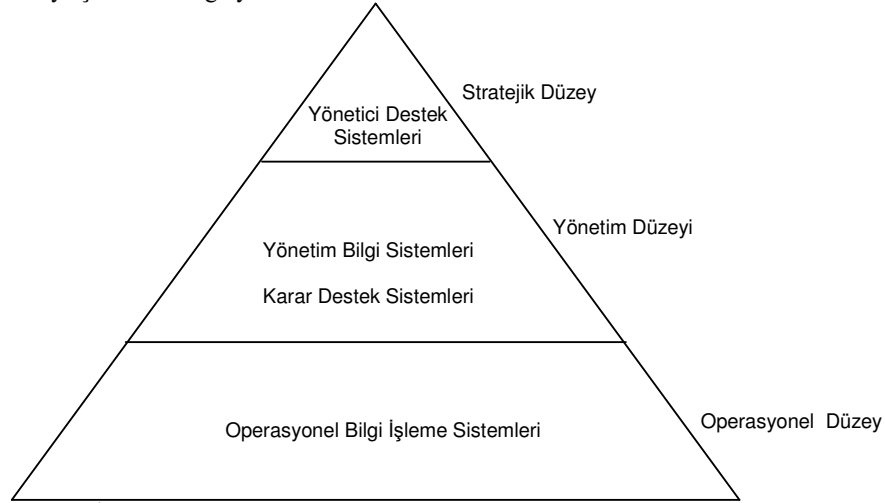 Stratejik Düzey
Yönetici Destek
Sistemleri
Yönetim Düzeyi
Yönetim Bilgi Sistemleri
Karar Destek Sistemleri
Operasyonel Düzey
Operasyonel Bilgi İşleme Sistemleri